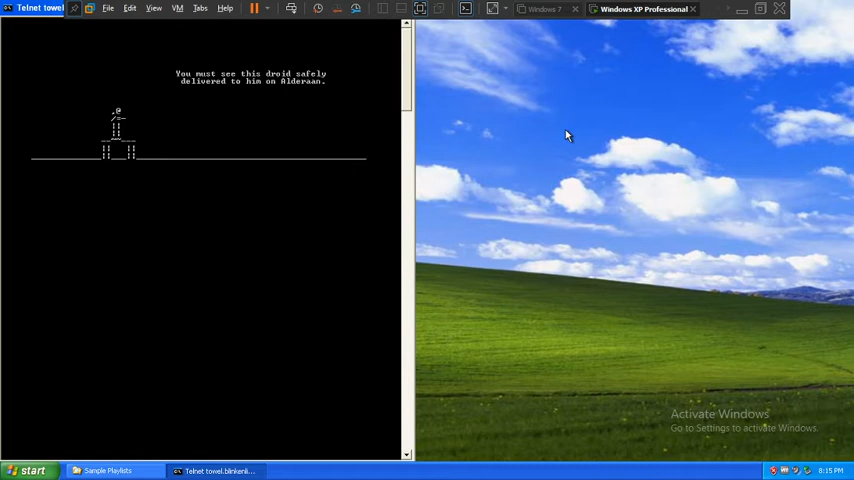 Telnet towel
File Edit View VM Tabs Help
Windows 7
Windows XP Professional
You must see this droid safely
delivered to him on Alderaan.
Activate Windows
Go to Settings to activate Windows.
start
Sample Playlists
Telnet towel.blinkenli...
8:15 PM